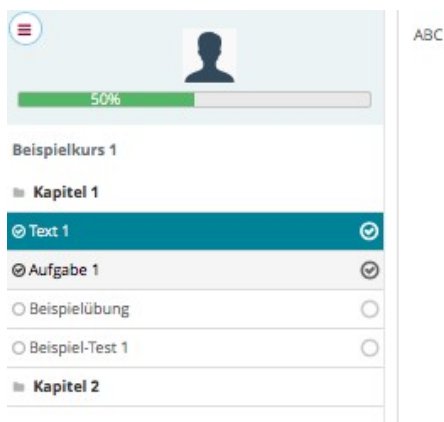 50%
ABC
Beispielkurs 1
Kapitel 1
Text 1
Aufgabe 1
Beispielübung
Beispiel-Test 1
Kapitel 2